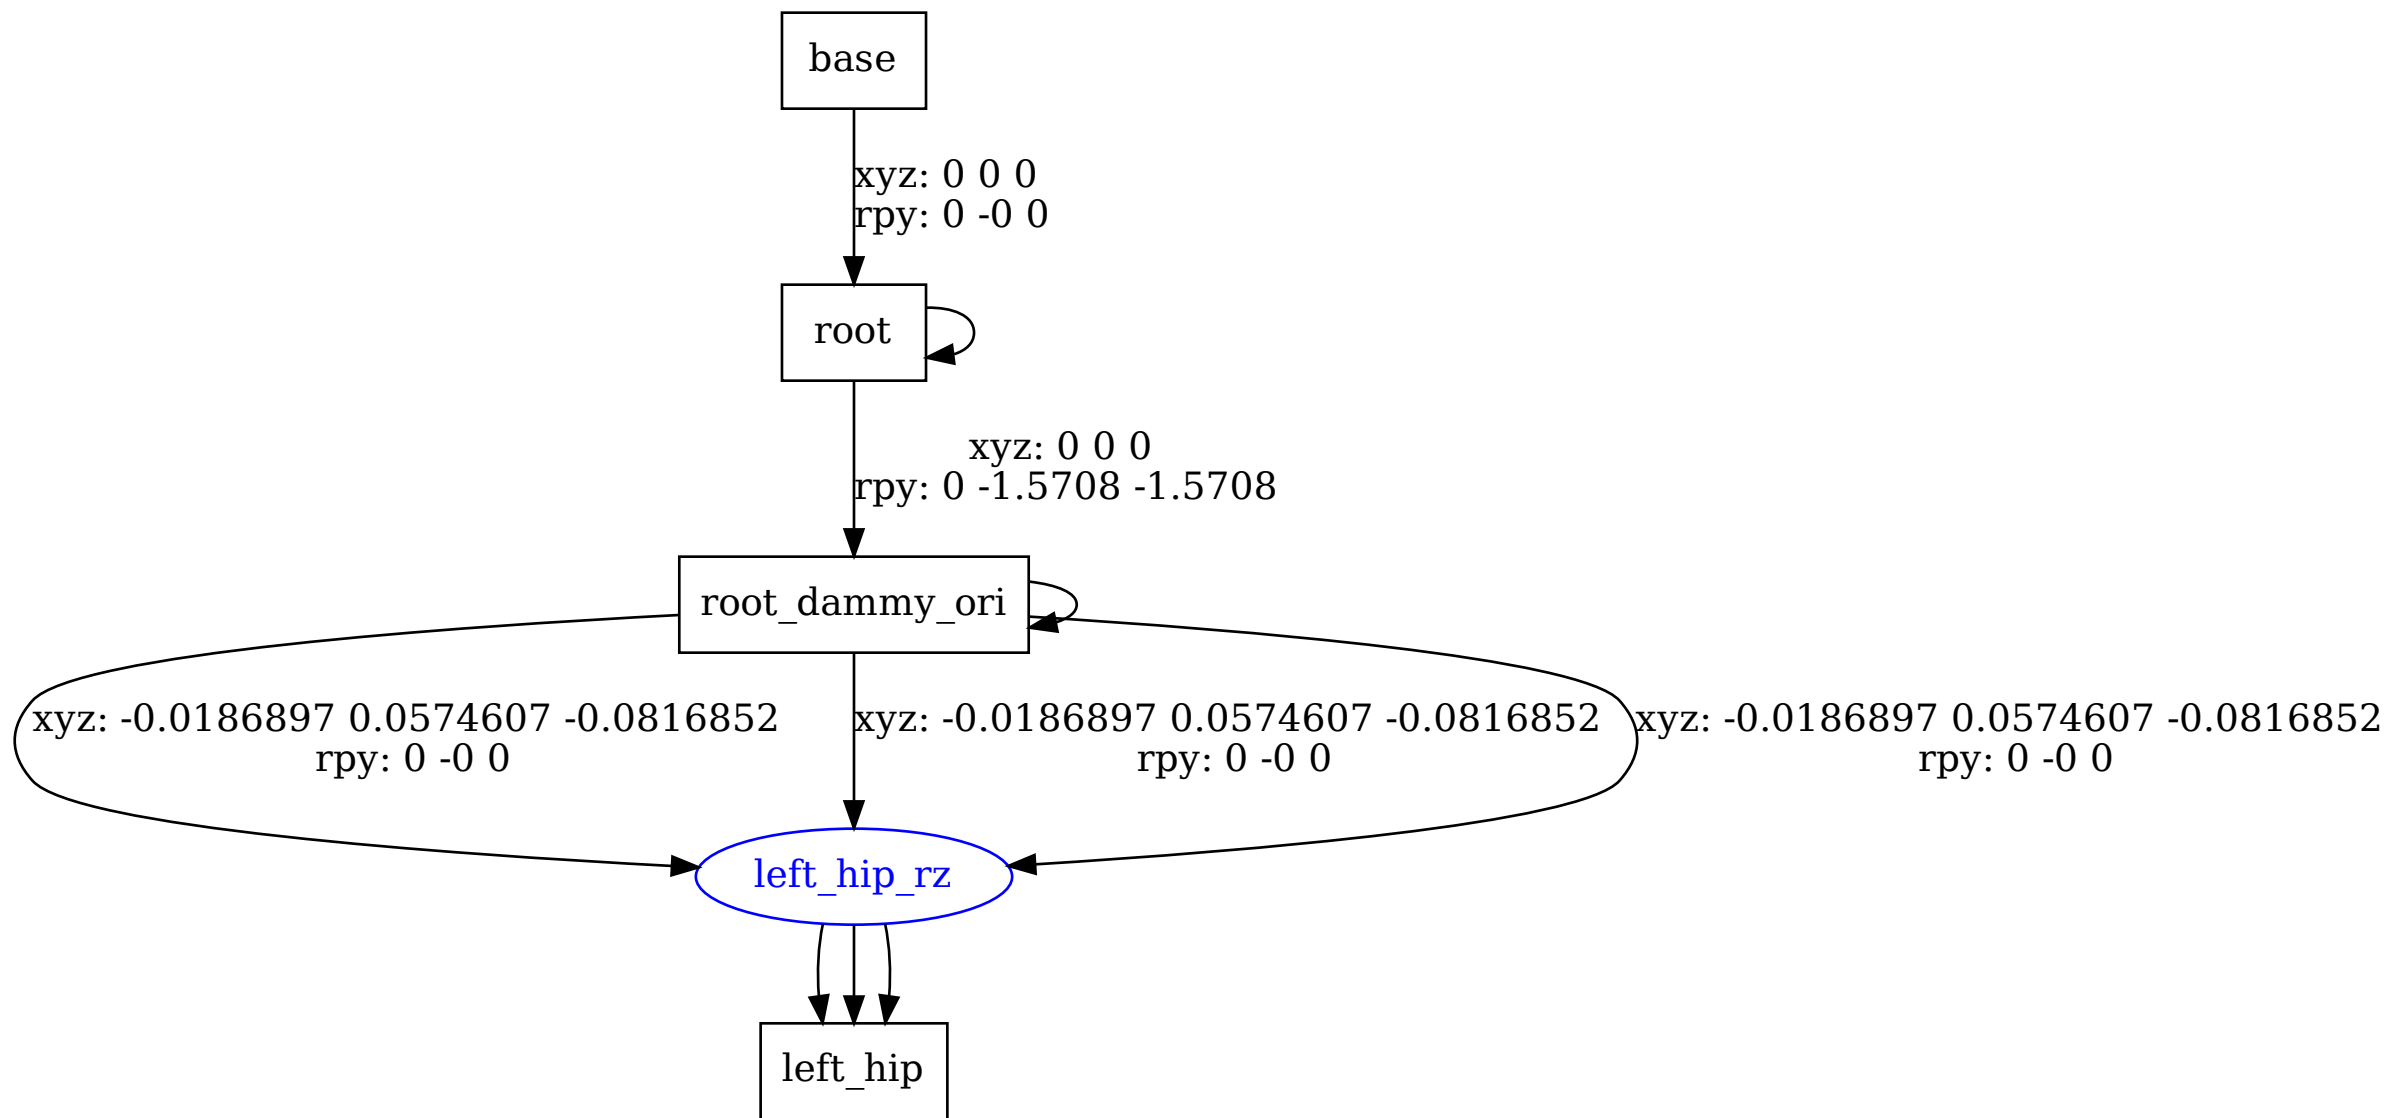 base
xyz: 0 0 0
rpy: 0 -0 0
root
xyz: 0 0 0
rpy: 0 -1.5708 -1.5708
root_dammy_ori
xyz: -0.0186897 0.0574607 -0.0816852
rpy: 0 -0 0
xyz: -0.0186897 0.0574607 -0.0816852
rpy: 0 -0 0
xyz: -0.0186897 0.0574607 -0.0816852
rpy: 0 -0 0
left_hip_rz
left_hip